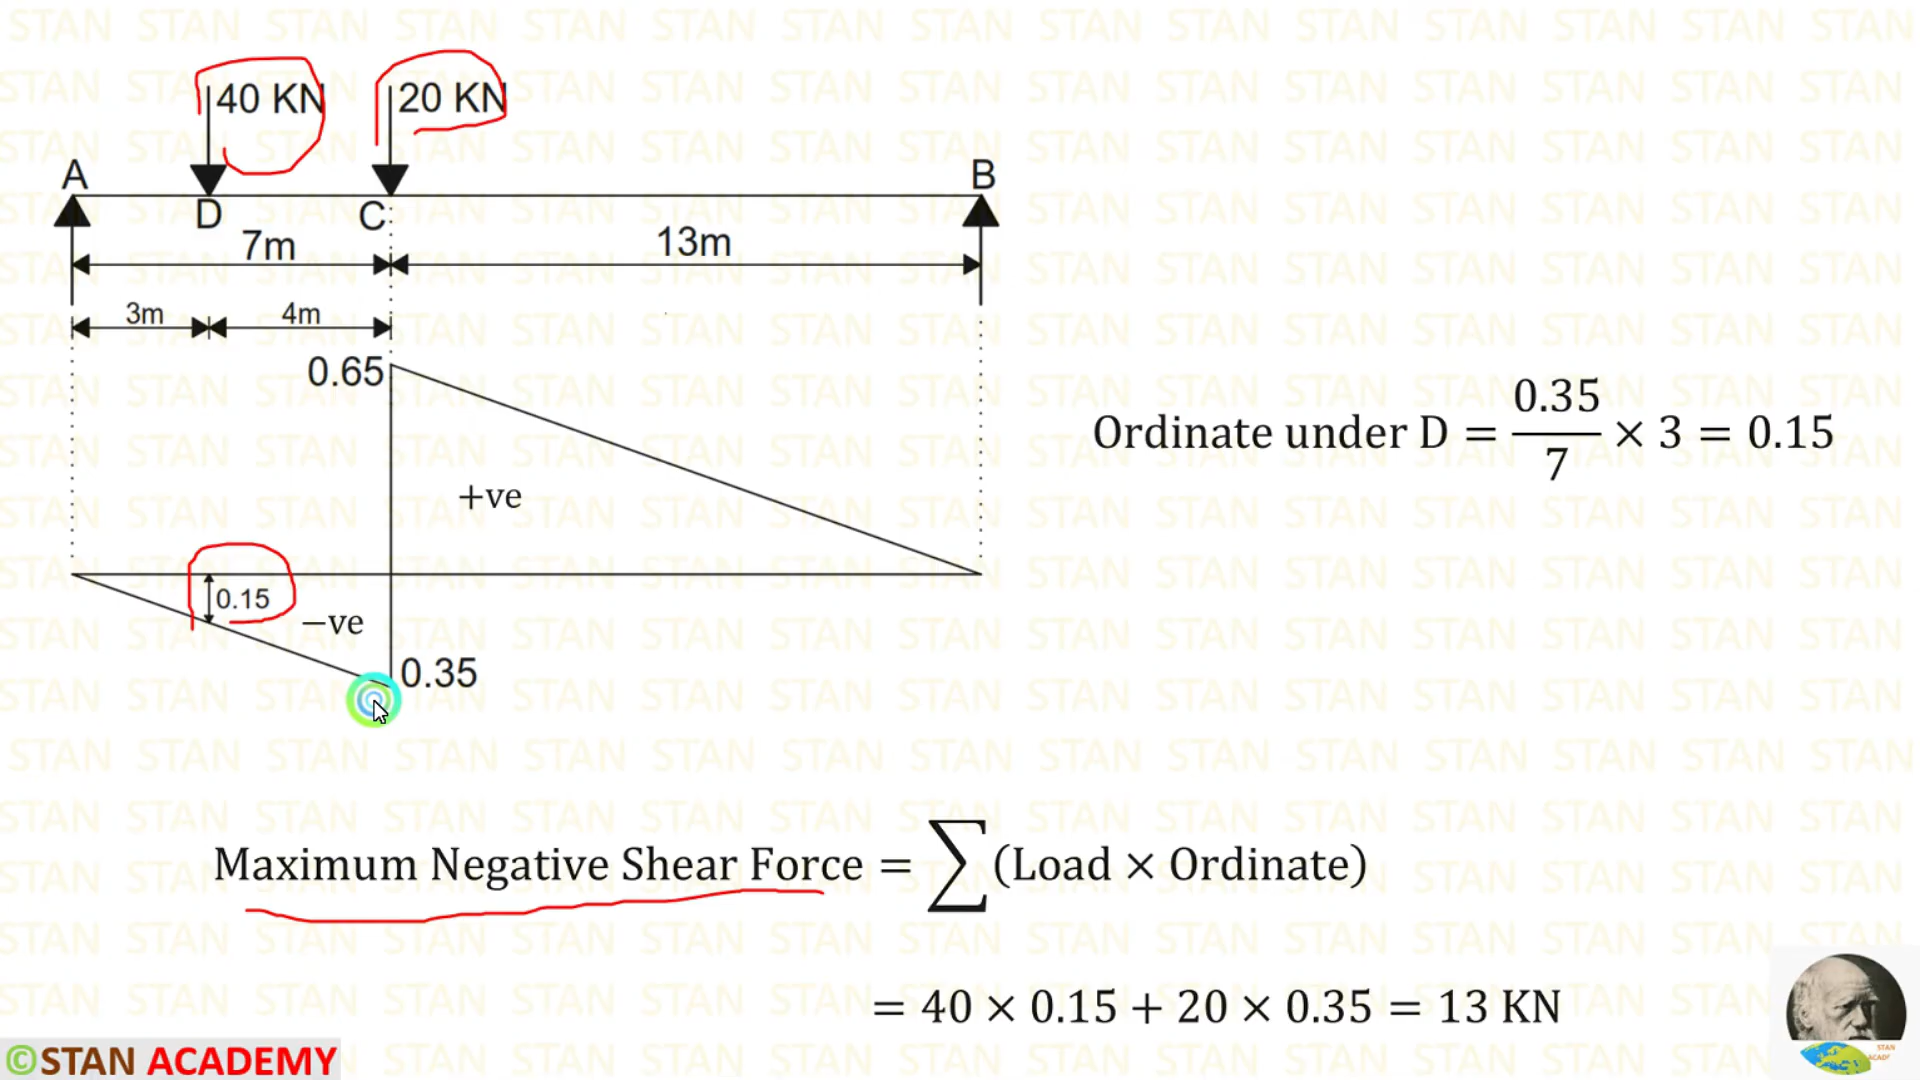 40 KN
20 KN
A
B
D
C
7m
13m
3m
4m
0.65
Ordinate under D = 0.35/7 × 3 = 0.15
+ve
0.15
−ve
0.35
Maximum Negative Shear Force = ∑(Load × Ordinate)
= 40 × 0.15 + 20 × 0.35 = 13 KN
©STAN ACADEMY